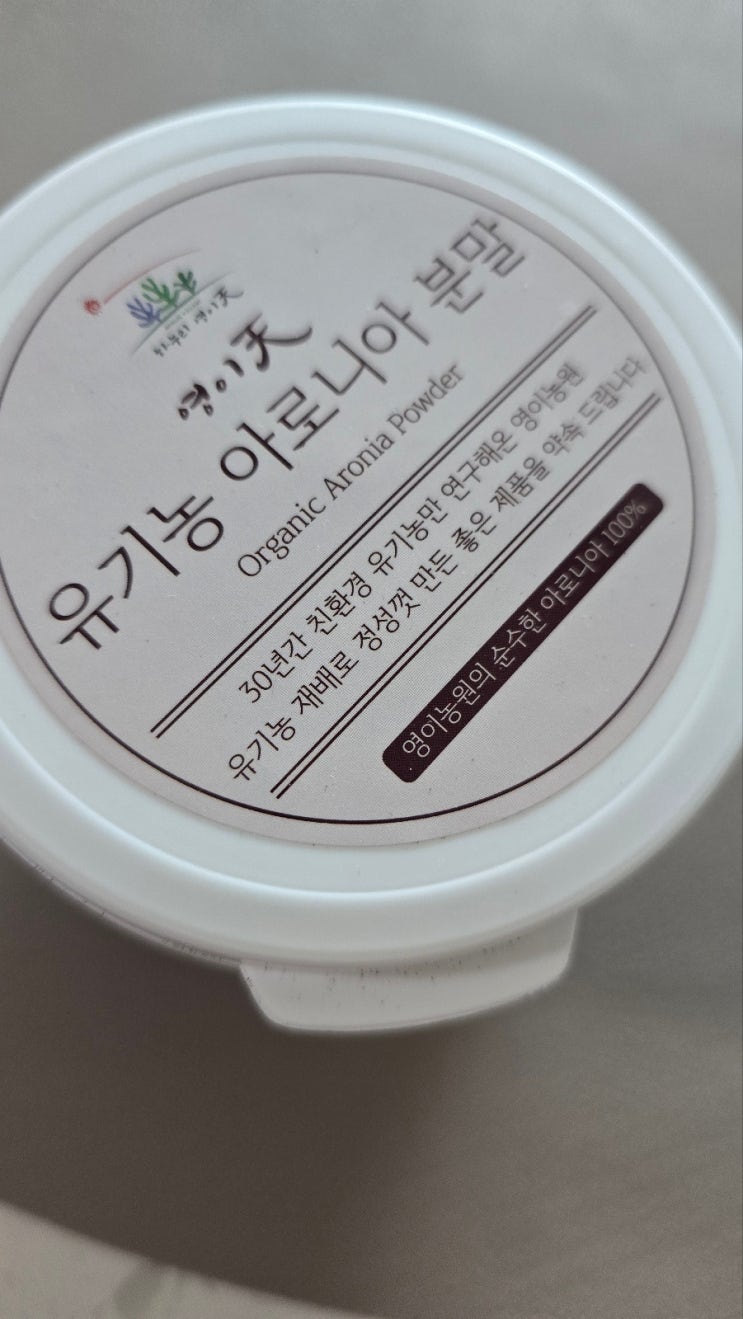 영이天
유기농 아로니아 분말
Organic Aronia Powder
30년간 친환경 유기농만 연구해온 영이농원
유기농 재배로 정성껏 만든 좋은 제품을 약속 드립니다
영이농원의 순수한 아로니아 100%